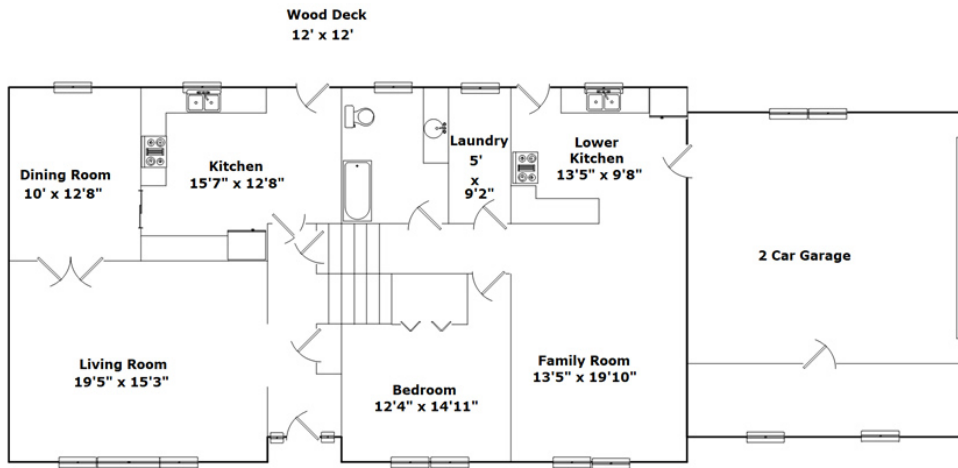 Wood Deck
12' x 12'
Dining Room
10' x 12'8"
Kitchen
15'7" x 12'8"
Laundry
5'
x
9'2"
Lower
Kitchen
13'5" x 9'8"
2 Car Garage
Living Room
19'5" x 15'3"
Bedroom
12'4" x 14'11"
Family Room
13'5" x 19'10"